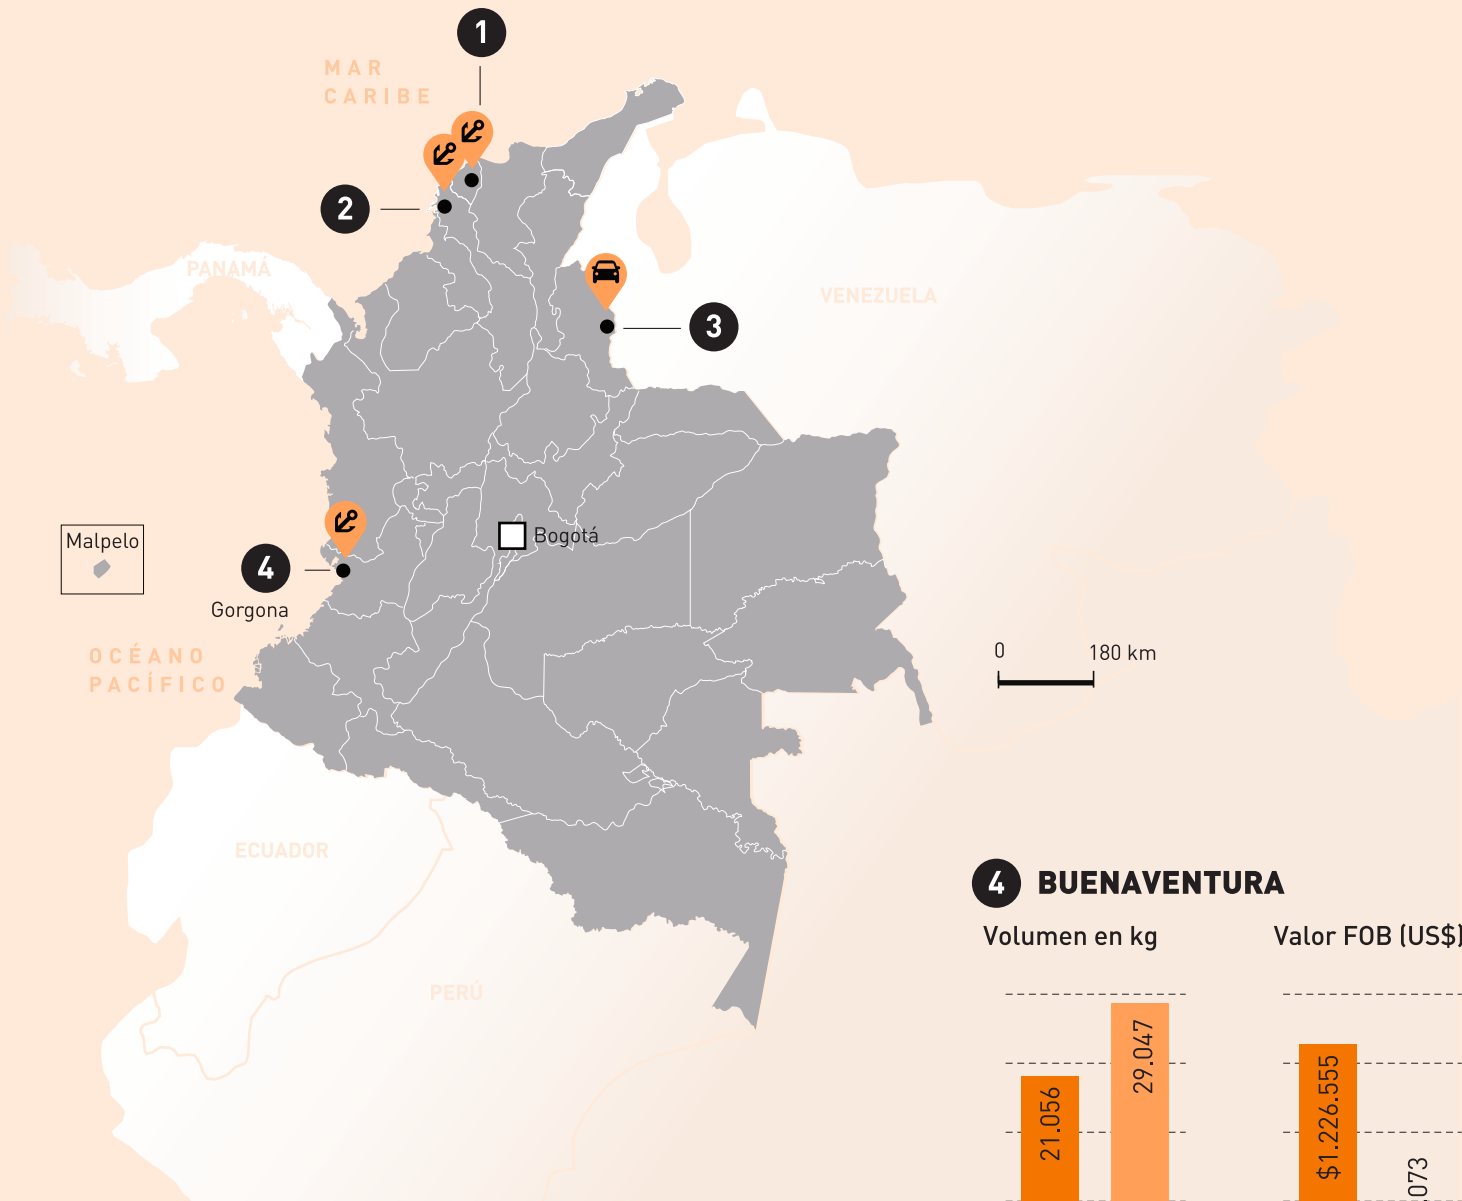 1
MAR
CARIBE
2
PANAMÁ
VENEZUELA
3
Bogotá
Malpelo
4
Gorgona
OCÉANO
PACÍFICO
0
180 km
ECUADOR
PERÚ
4 BUENAVENTURA
Volumen en kg
Valor FOB (US$)
21.056
29.047
$1.226.555